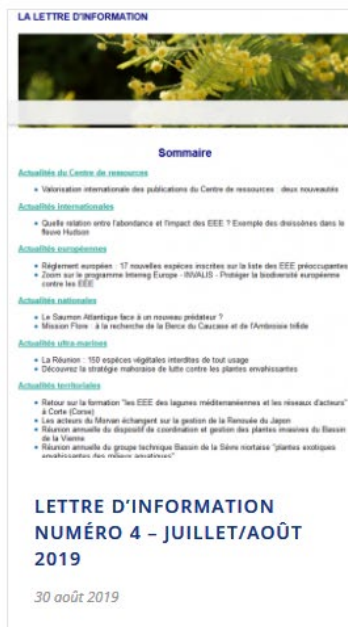 LA LETTRE D'INFORMATION
Sommaire
Actualités du Centre de ressources
Valorisation internationale des publications du Centre de ressources : deux nouveautés
Actualités internationales
Quelle relation entre l'abondance et l'impact des EEE ? Exemple des dreissènes dans le
fleuve Hudson
Actualités européennes
Règlement européen : 17 nouvelles espèces inscrites sur la liste des EEE préoccupantes
Zoom sur le programme Interreg Europe - INVALIS - Protéger la biodiversité européenne
contre les EEE
Actualités nationales
Le Saumon Atlantique face à un nouveau prédateur ?
Mission Flore : à la recherche de la Berce du Caucase et de l'Ambroisie trifide
Actualités ultra-marines
La Réunion : 150 espèces végétales interdites de tout usage
Découvrez la stratégie mahoraise de lutte contre les plantes envahissantes
Actualités territoriales
Retour sur la formation "les EEE des lagunes méditerranéennes et les réseaux d'acteurs"
à Corte (Corse)
Les acteurs du Morvan échangent sur la gestion de la Renouée du Japon
Réunion annuelle du dispositif de coordination et gestion des plantes invasives du Bassin
de la Vienne
Réunion annuelle du groupe technique Bassin de la Sèvre niortaise "plantes exotiques
envahissantes des milieux aquatiques"
LETTRE D'INFORMATION
NUMÉRO 4 – JUILLET/AOÛT
2019
30 août 2019